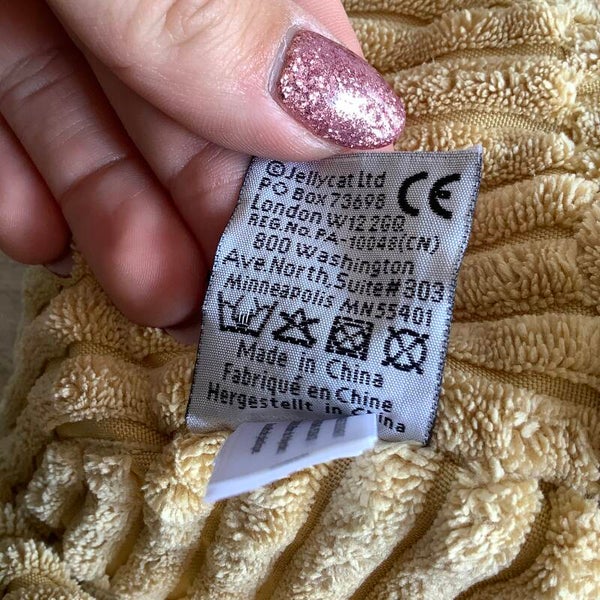 ©Jellycat Ltd
PO Box 73698
London W12 2GQ
REG.No.PA-10048(CN)
800 Washington
Ave.North,Suite#303
Minneapolis MN55401
CE
Made in China
Fabriqué en Chine
Hergestellt in China